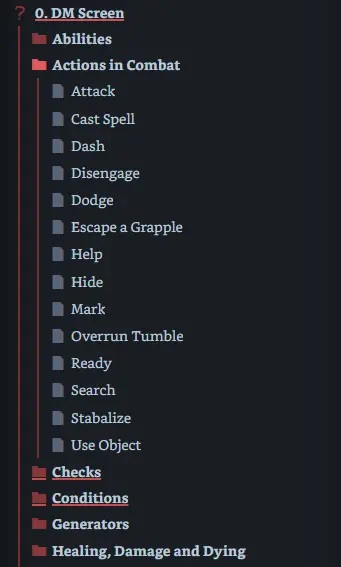 ? 0. DM Screen
Abilities
Actions in Combat
Attack
Cast Spell
Dash
Disengage
Dodge
Escape a Grapple
Help
Hide
Mark
Overrun Tumble
Ready
Search
Stabalize
Use Object
Checks
Conditions
Generators
Healing, Damage and Dying